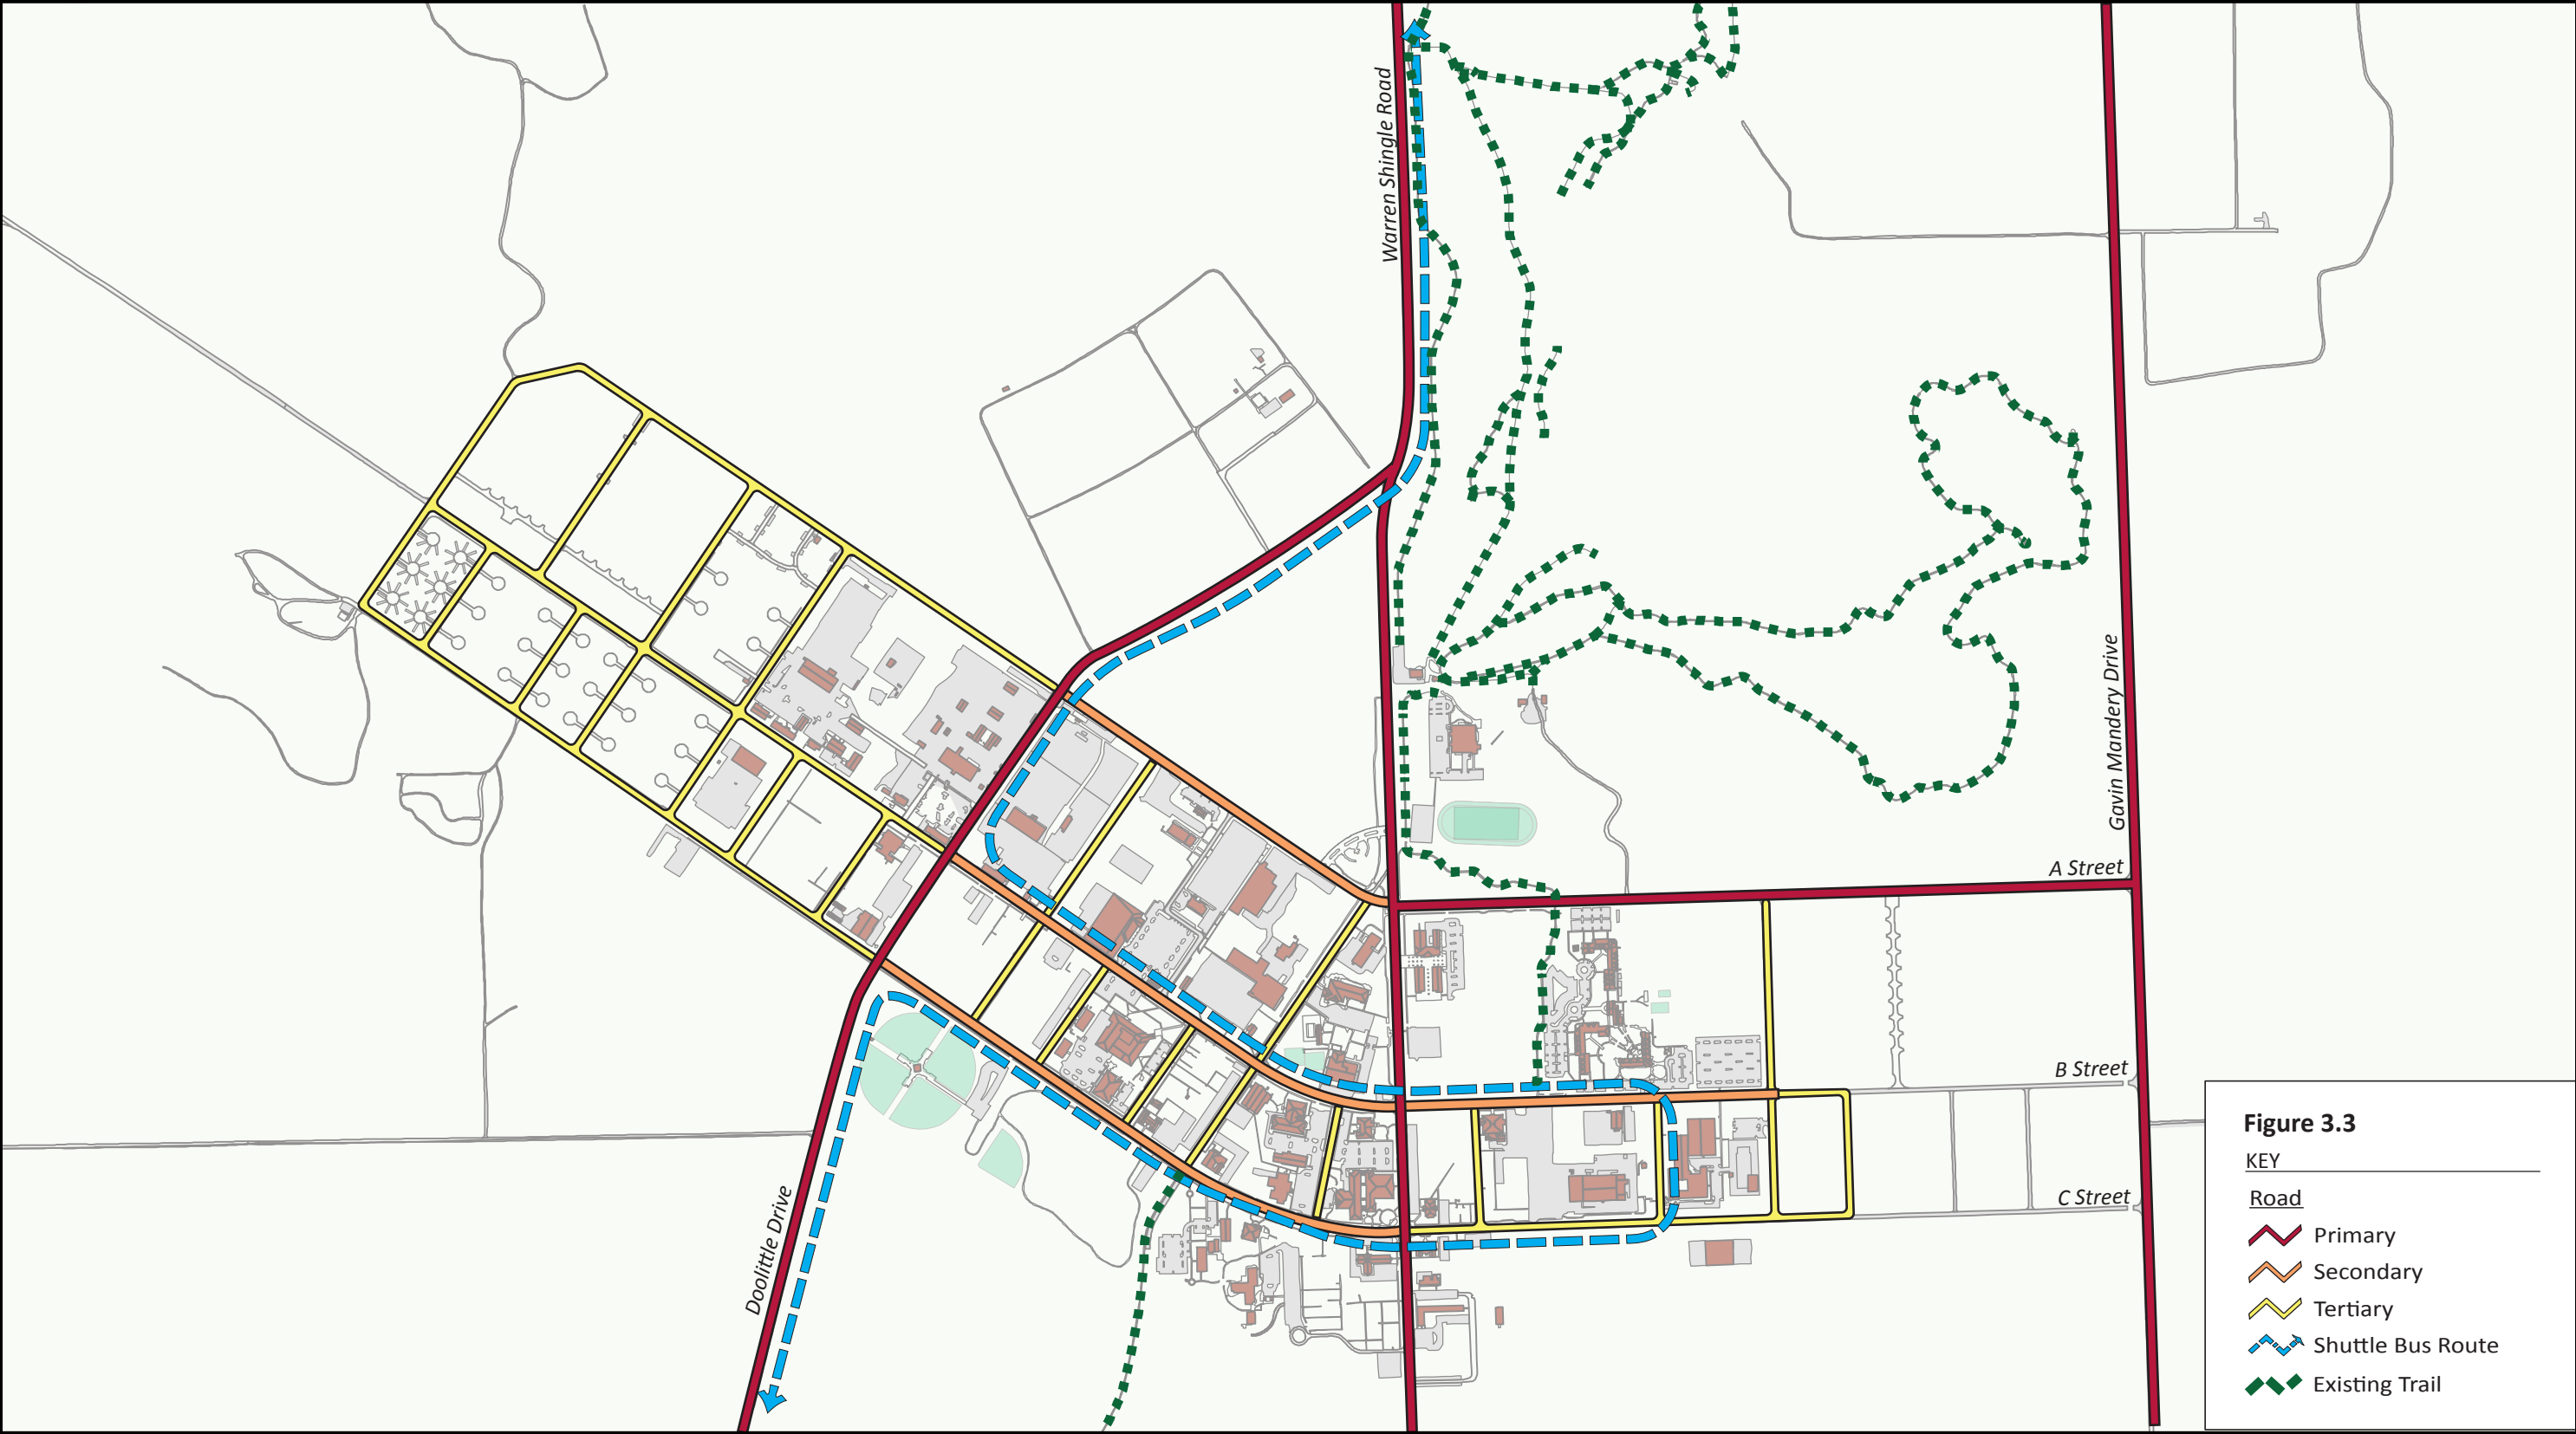 Warren Shingle Road
Gavin Mandery Drive
A Street
B Street
C Street
Doolittle Drive
Figure 3.3
KEY
Road
Primary
Secondary
Tertiary
Shuttle Bus Route
Existing Trail